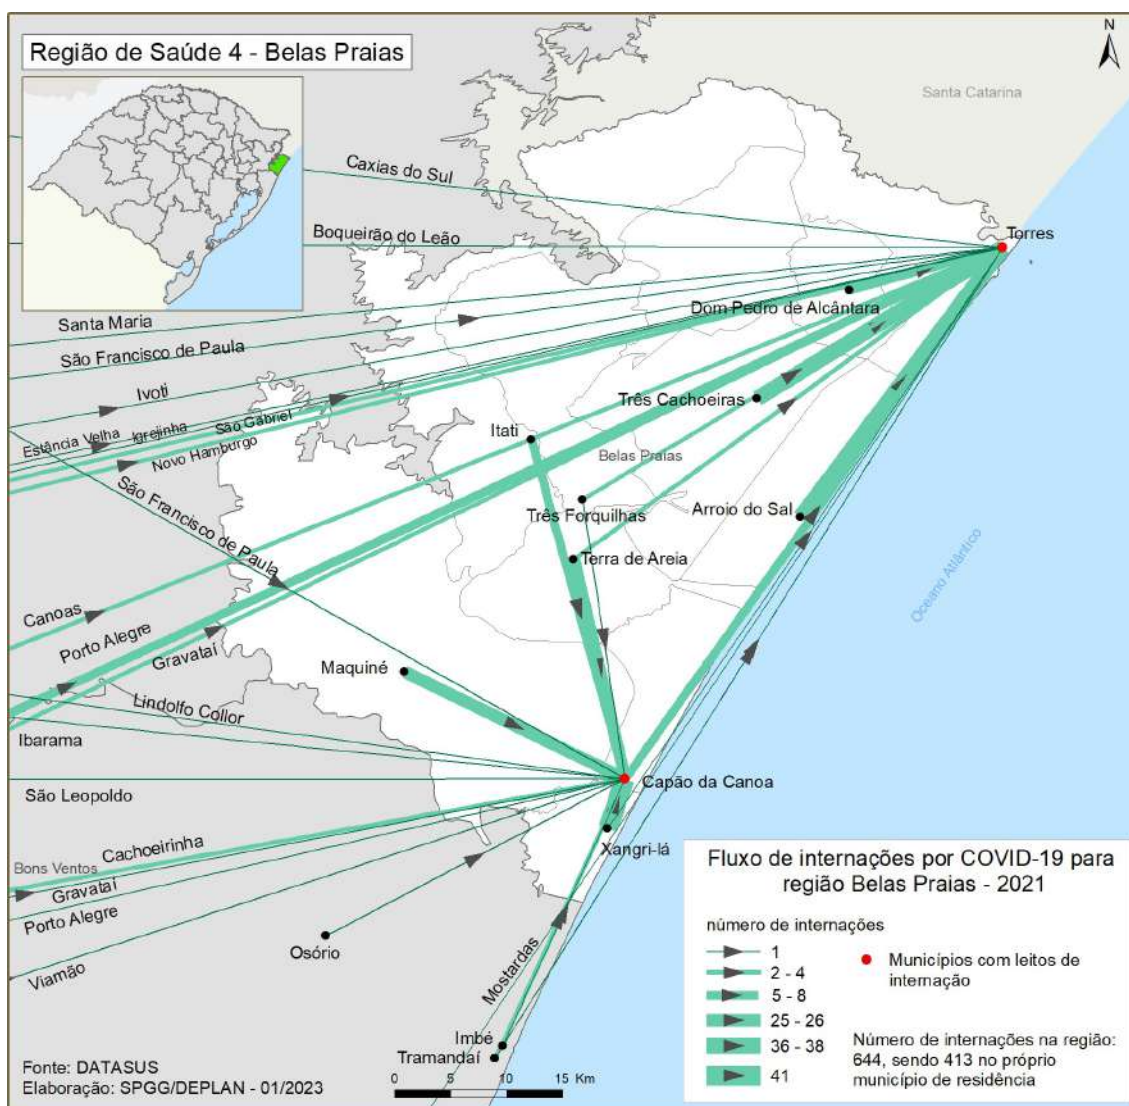 Região de Saúde 4 - Belas Praias
N
Santa Catarina
Caxias do Sul
Boqueirão do Leão
Torres
Santa Maria
Dom Pedro de Alcântara
São Francisco de Paula
Ivoti
Três Cachoeiras
Estância Velha
Igrejinha
São Gabriel
Novo Hamburgo
Itati
Belas Praias
São Francisco de Paula
Três Forquilhas
Arroio do Sal
Terra de Areia
Oceano Atlântico
Canoas
Porto Alegre
Gravataí
Maquiné
Lindolfo Collor
Ibarama
Capão da Canoa
São Leopoldo
Cachoeirinha
Xangri-lá
Bons Ventos
Gravataí
Porto Alegre
Osório
Viamão
Mostardas
Imbé
Tramandaí
Fluxo de internações por COVID-19 para
região Belas Praias - 2021
número de internações
1
2 - 4
5 - 8
25 - 26
36 - 38
41
Municípios com leitos de
internação
Número de internações na região:
644, sendo 413 no próprio
município de residência
Fonte: DATASUS
Elaboração: SPGG/DEPLAN - 01/2023
0 5 10 15 Km